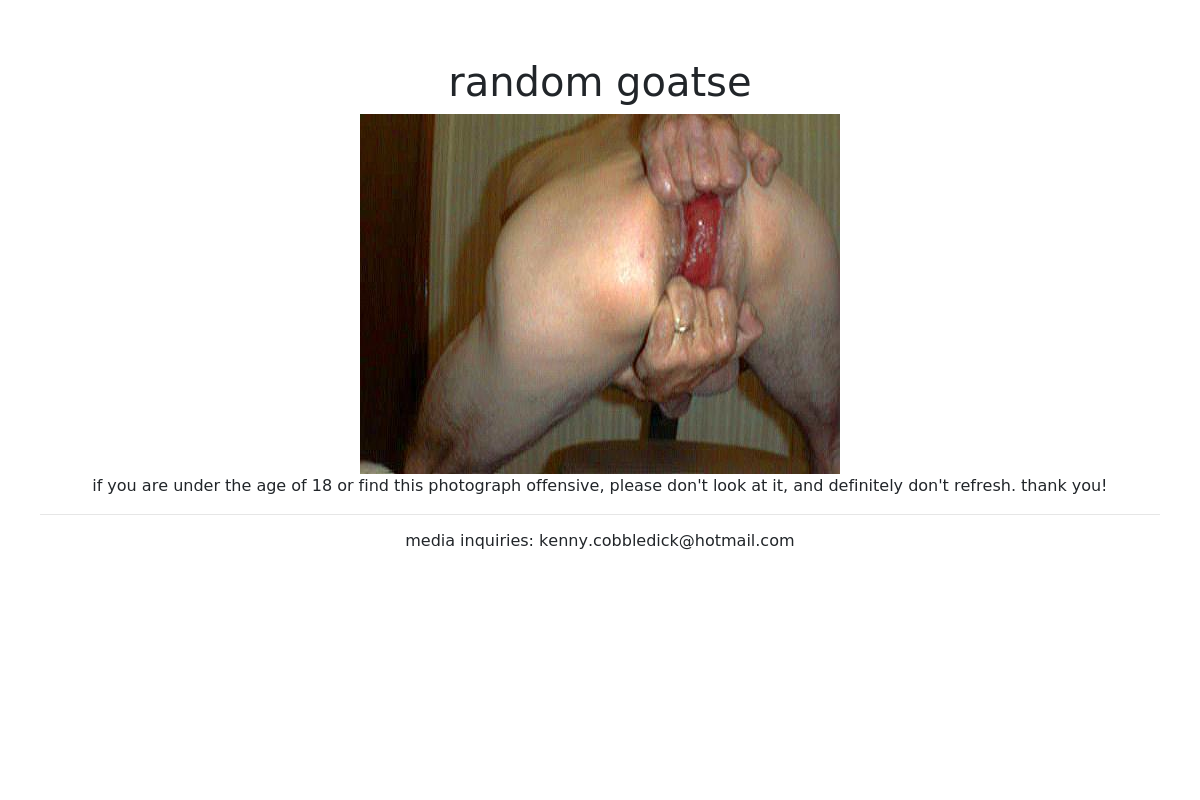 random goatse
if you are under the age of 18 or find this photograph offensive, please don't look at it, and definitely don't refresh. thank you!
media inquiries: kenny.cobbledick@hotmail.com